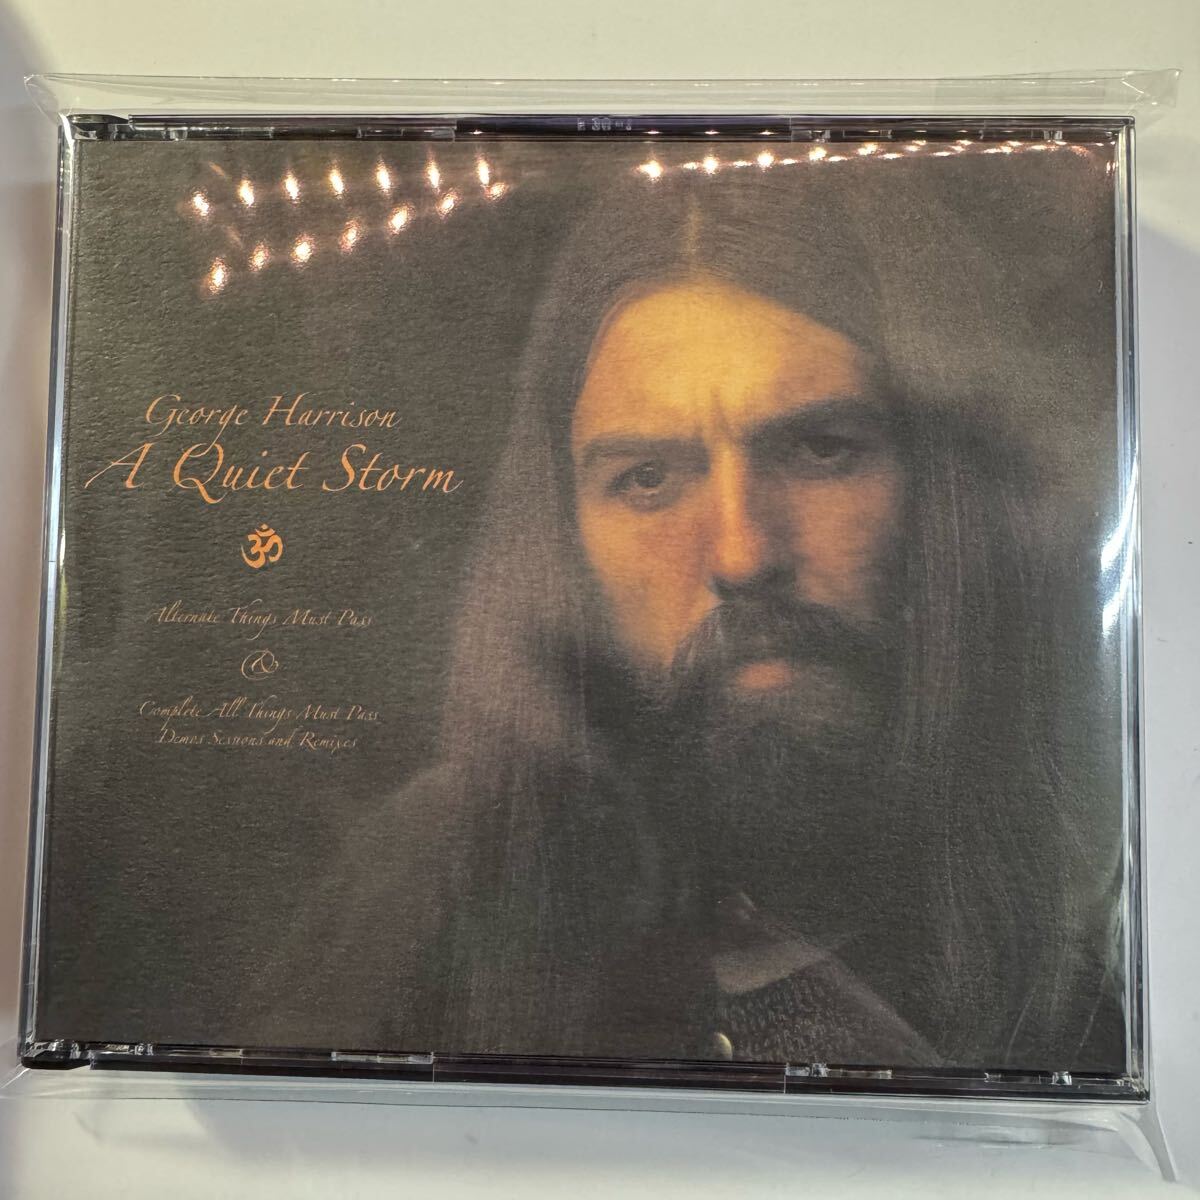 George Harrison
A Quiet Storm
ॐ
Alternate Things Must Pass
&
Complete All Things Must Pass
Demos Sessions and Remixes